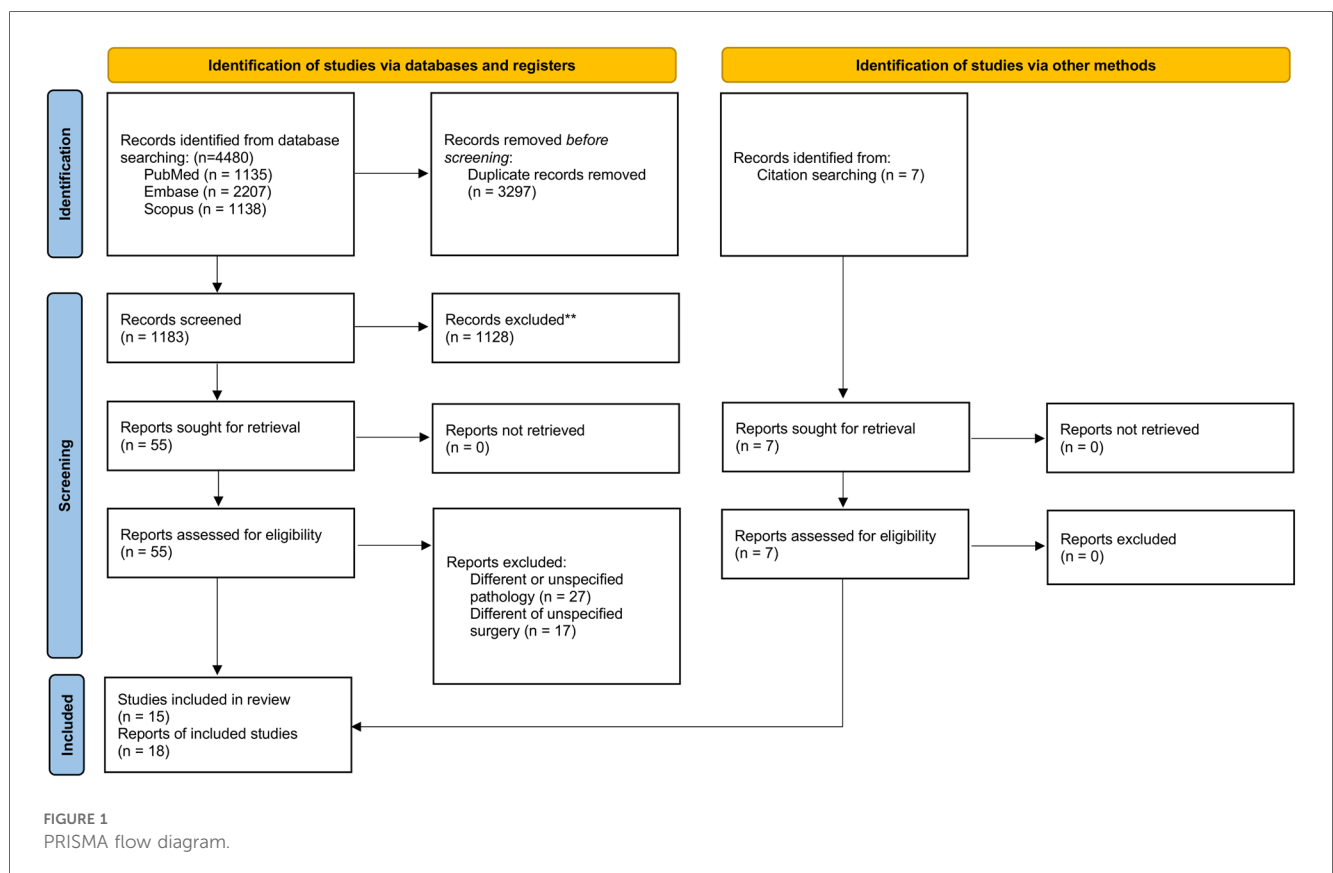 Identification of studies via databases and registers
Identification of studies via other methods
Identification
Records identified from database
searching: (n=4480)
PubMed (n = 1135)
Embase (n = 2207)
Scopus (n = 1138)
Records removed before
screening:
Duplicate records removed
(n = 3297)
Records identified from:
Citation searching (n = 7)
Screening
Records screened
(n = 1183)
Records excluded**
(n = 1128)
Reports sought for retrieval
(n = 55)
Reports not retrieved
(n = 0)
Reports sought for retrieval
(n = 7)
Reports not retrieved
(n = 0)
Reports assessed for eligibility
(n = 55)
Reports excluded:
Different or unspecified
pathology (n = 27)
Different of unspecified
surgery (n = 17)
Reports assessed for eligibility
(n = 7)
Reports excluded
(n = 0)
Included
Studies included in review
(n = 15)
Reports of included studies
(n = 18)
FIGURE 1
PRISMA flow diagram.